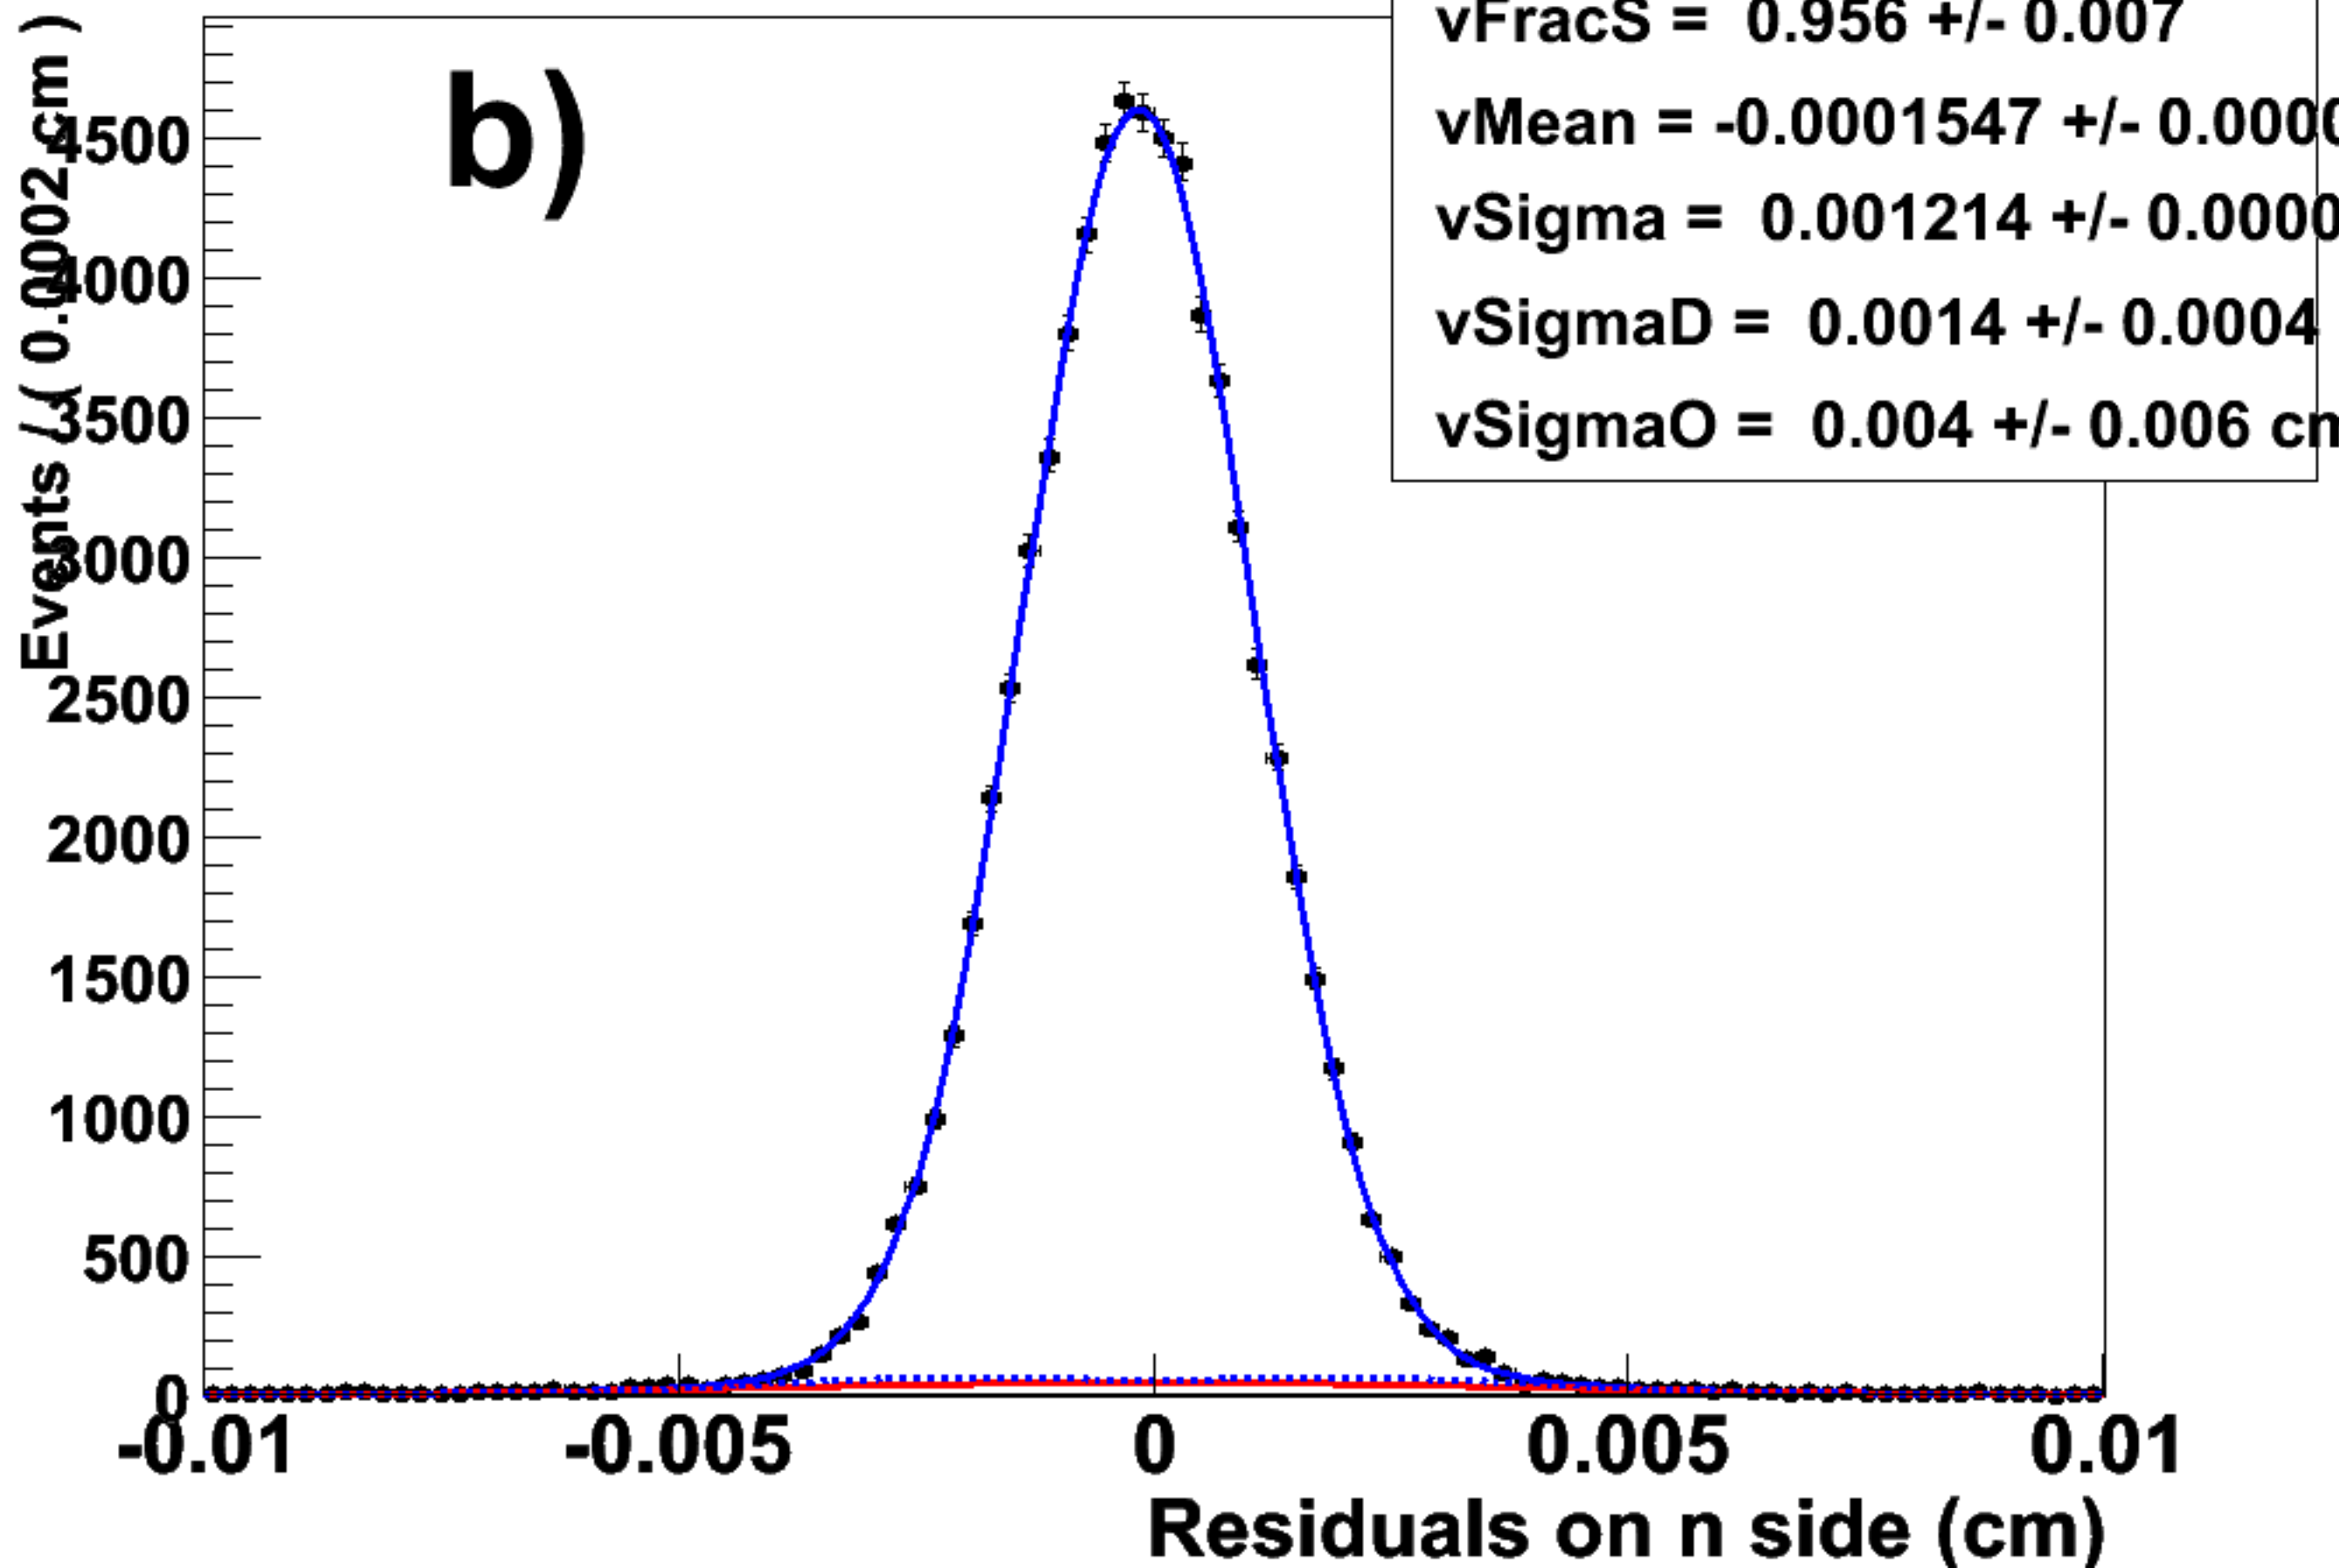 vFracS = 0.956 +/- 0.007
b)
vMean = -0.0001547 +/- 0.0000
vSigma = 0.001214 +/- 0.0000
vSigmaD = 0.0014 +/- 0.0004
vSigmaO = 0.004 +/- 0.006 cm
Events / ( 0.0002 cm )
4500
4000
3500
3000
2500
2000
1500
1000
500
0
-0.01 -0.005 0 0.005 0.01
Residuals on n side (cm)